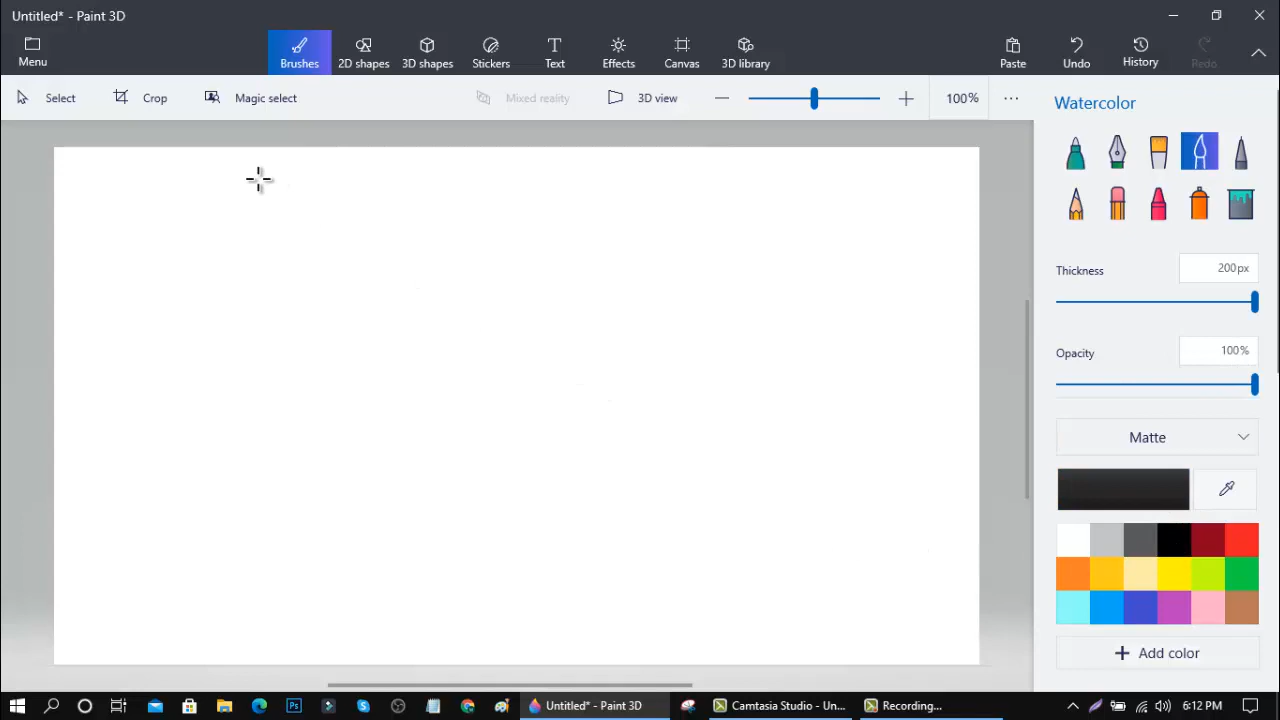 Untitled* - Paint 3D
Menu
Brushes
2D shapes
3D shapes
Stickers
Text
Effects
Canvas
3D library
Paste
Undo
History
Redo
Select
Crop
Magic select
Mixed reality
3D view
100%
Watercolor
Thickness
200px
Opacity
100%
Matte
Add color
Untitled* - Paint 3D
Camtasia Studio - Un...
Recording...
6:12 PM